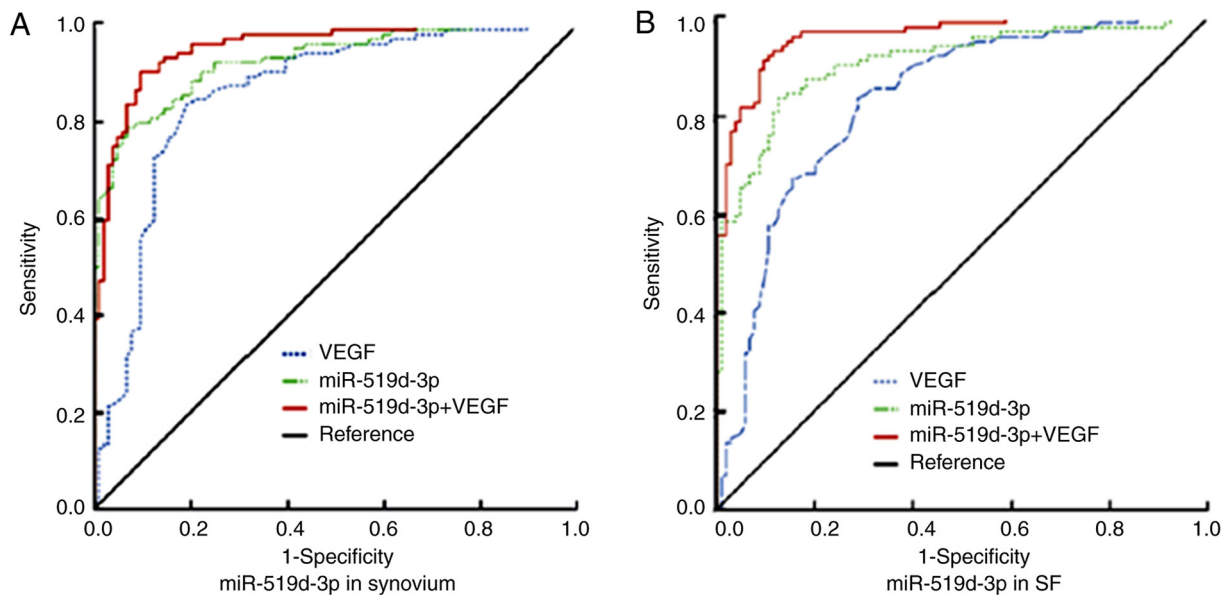 A
1.0
0.8
0.6
0.4
0.2
0.0
Sensitivity
VEGF
miR-519d-3p
miR-519d-3p+VEGF
Reference
0.0 0.2 0.4 0.6 0.8 1.0
1-Specificity
miR-519d-3p in synovium
B
1.0
0.8
0.6
0.4
0.2
0.0
Sensitivity
VEGF
miR-519d-3p
miR-519d-3p+VEGF
Reference
0.0 0.2 0.4 0.6 0.8 1.0
1-Specificity
miR-519d-3p in SF